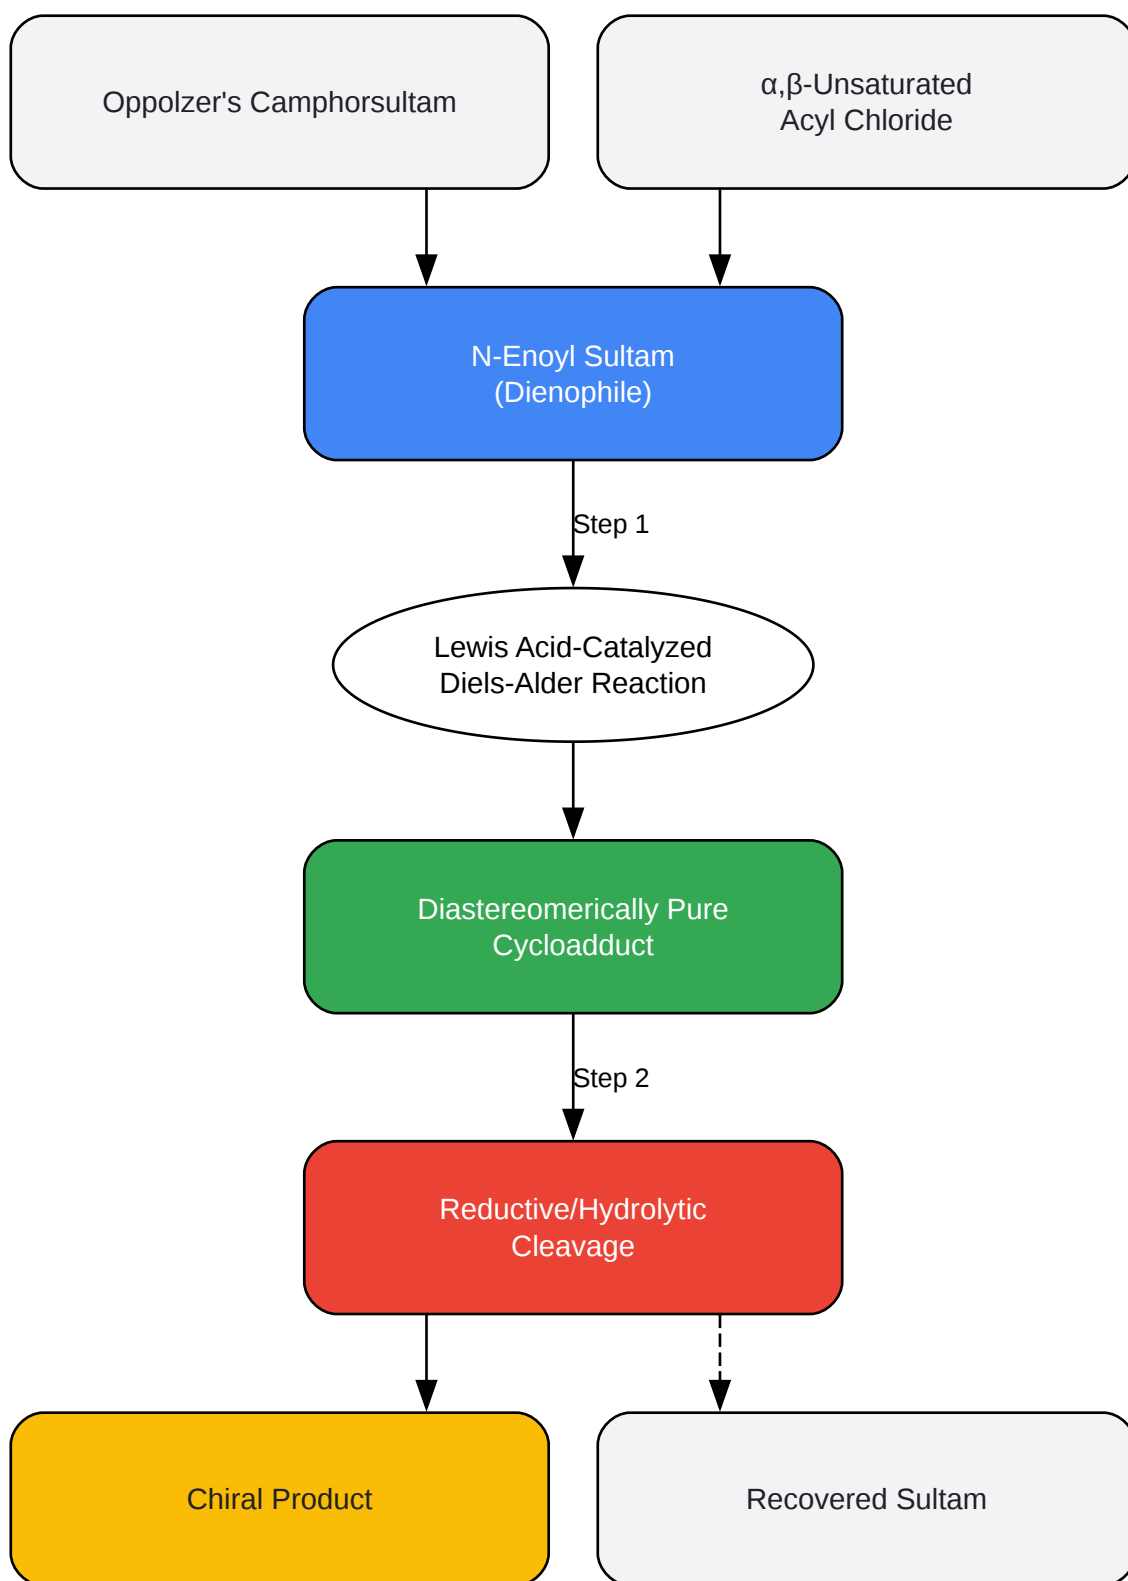 Oppolzer's Camphorsultam
α,β-Unsaturated
Acyl Chloride
N-Enoyl Sultam
(Dienophile)
Step 1
Lewis Acid-Catalyzed
Diels-Alder Reaction
Diastereomerically Pure
Cycloadduct
Step 2
Reductive/Hydrolytic
Cleavage
Chiral Product
Recovered Sultam